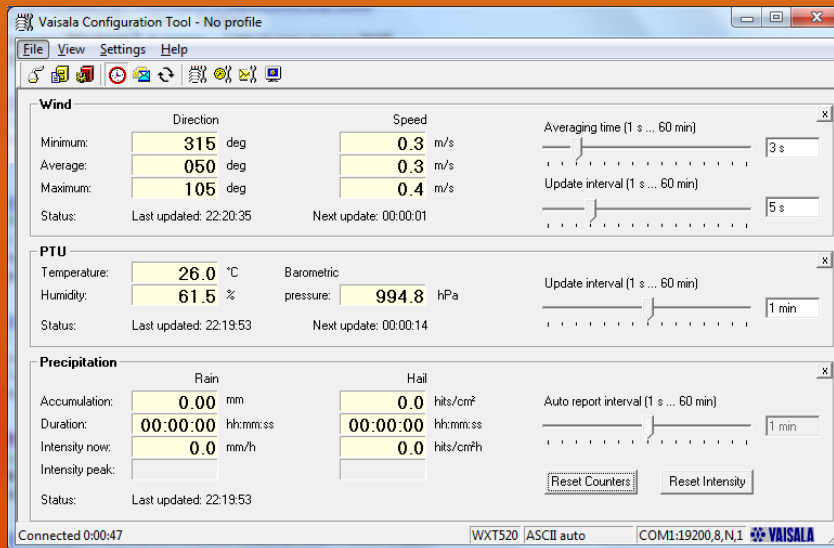 Vaisala Configuration Tool - No profile
File View Settings Help
Wind
Direction Speed
Minimum: 315 deg 0.3 m/s
Average: 050 deg 0.3 m/s
Maximum: 105 deg 0.4 m/s
Status: Last updated: 22:20:35 Next update: 00:00:01
Averaging time (1 s ... 60 min)
3 s
Update interval (1 s ... 60 min)
5 s
PTU
Temperature: 26.0 °C Barometric
Humidity: 61.5 % pressure: 994.8 hPa
Status: Last updated: 22:19:53 Next update: 00:00:14
Update interval (1 s ... 60 min)
1 min
Precipitation
Rain Hail
Accumulation: 0.00 mm 0.0 hits/cm²
Duration: 00:00:00 hh:mm:ss 00:00:00 hh:mm:ss
Intensity now: 0.0 mm/h 0.0 hits/cm²h
Intensity peak:
Status: Last updated: 22:19:53
Auto report interval (1 s ... 60 min)
1 min
Reset Counters Reset Intensity
Connected 0:00:47 WXT520 ASCII auto COM1:19200,8,N,1 VAISALA